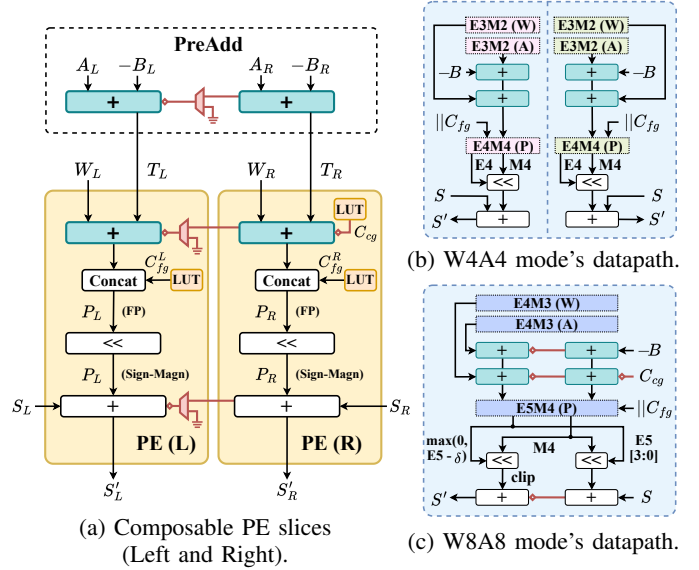 PreAdd
A_L −B_L A_R −B_R
+ +
W_L T_L W_R T_R
LUT
+ + C_cg
C_fg^L C_fg^R
Concat LUT Concat LUT
P_L (FP) P_R (FP)
<< <<
P_L (Sign-Magn) P_R (Sign-Magn)
S_L + + S_R
PE (L) PE (R)
S'_L S'_R
(a) Composable PE slices
(Left and Right).
E3M2 (W) E3M2 (W)
E3M2 (A) E3M2 (A)
−B + + −B
+ +
||C_fg ||C_fg
E4M4 (P) E4M4 (P)
E4 M4 E4 M4
<< <<
S S
S' + + S'
(b) W4A4 mode's datapath.
E4M3 (W)
E4M3 (A)
+ + −B
+ + C_cg
E5M4 (P) ||C_fg
max(0, E5 - δ) M4 E5 [3:0]
<< <<
clip
S' + + S
(c) W8A8 mode's datapath.